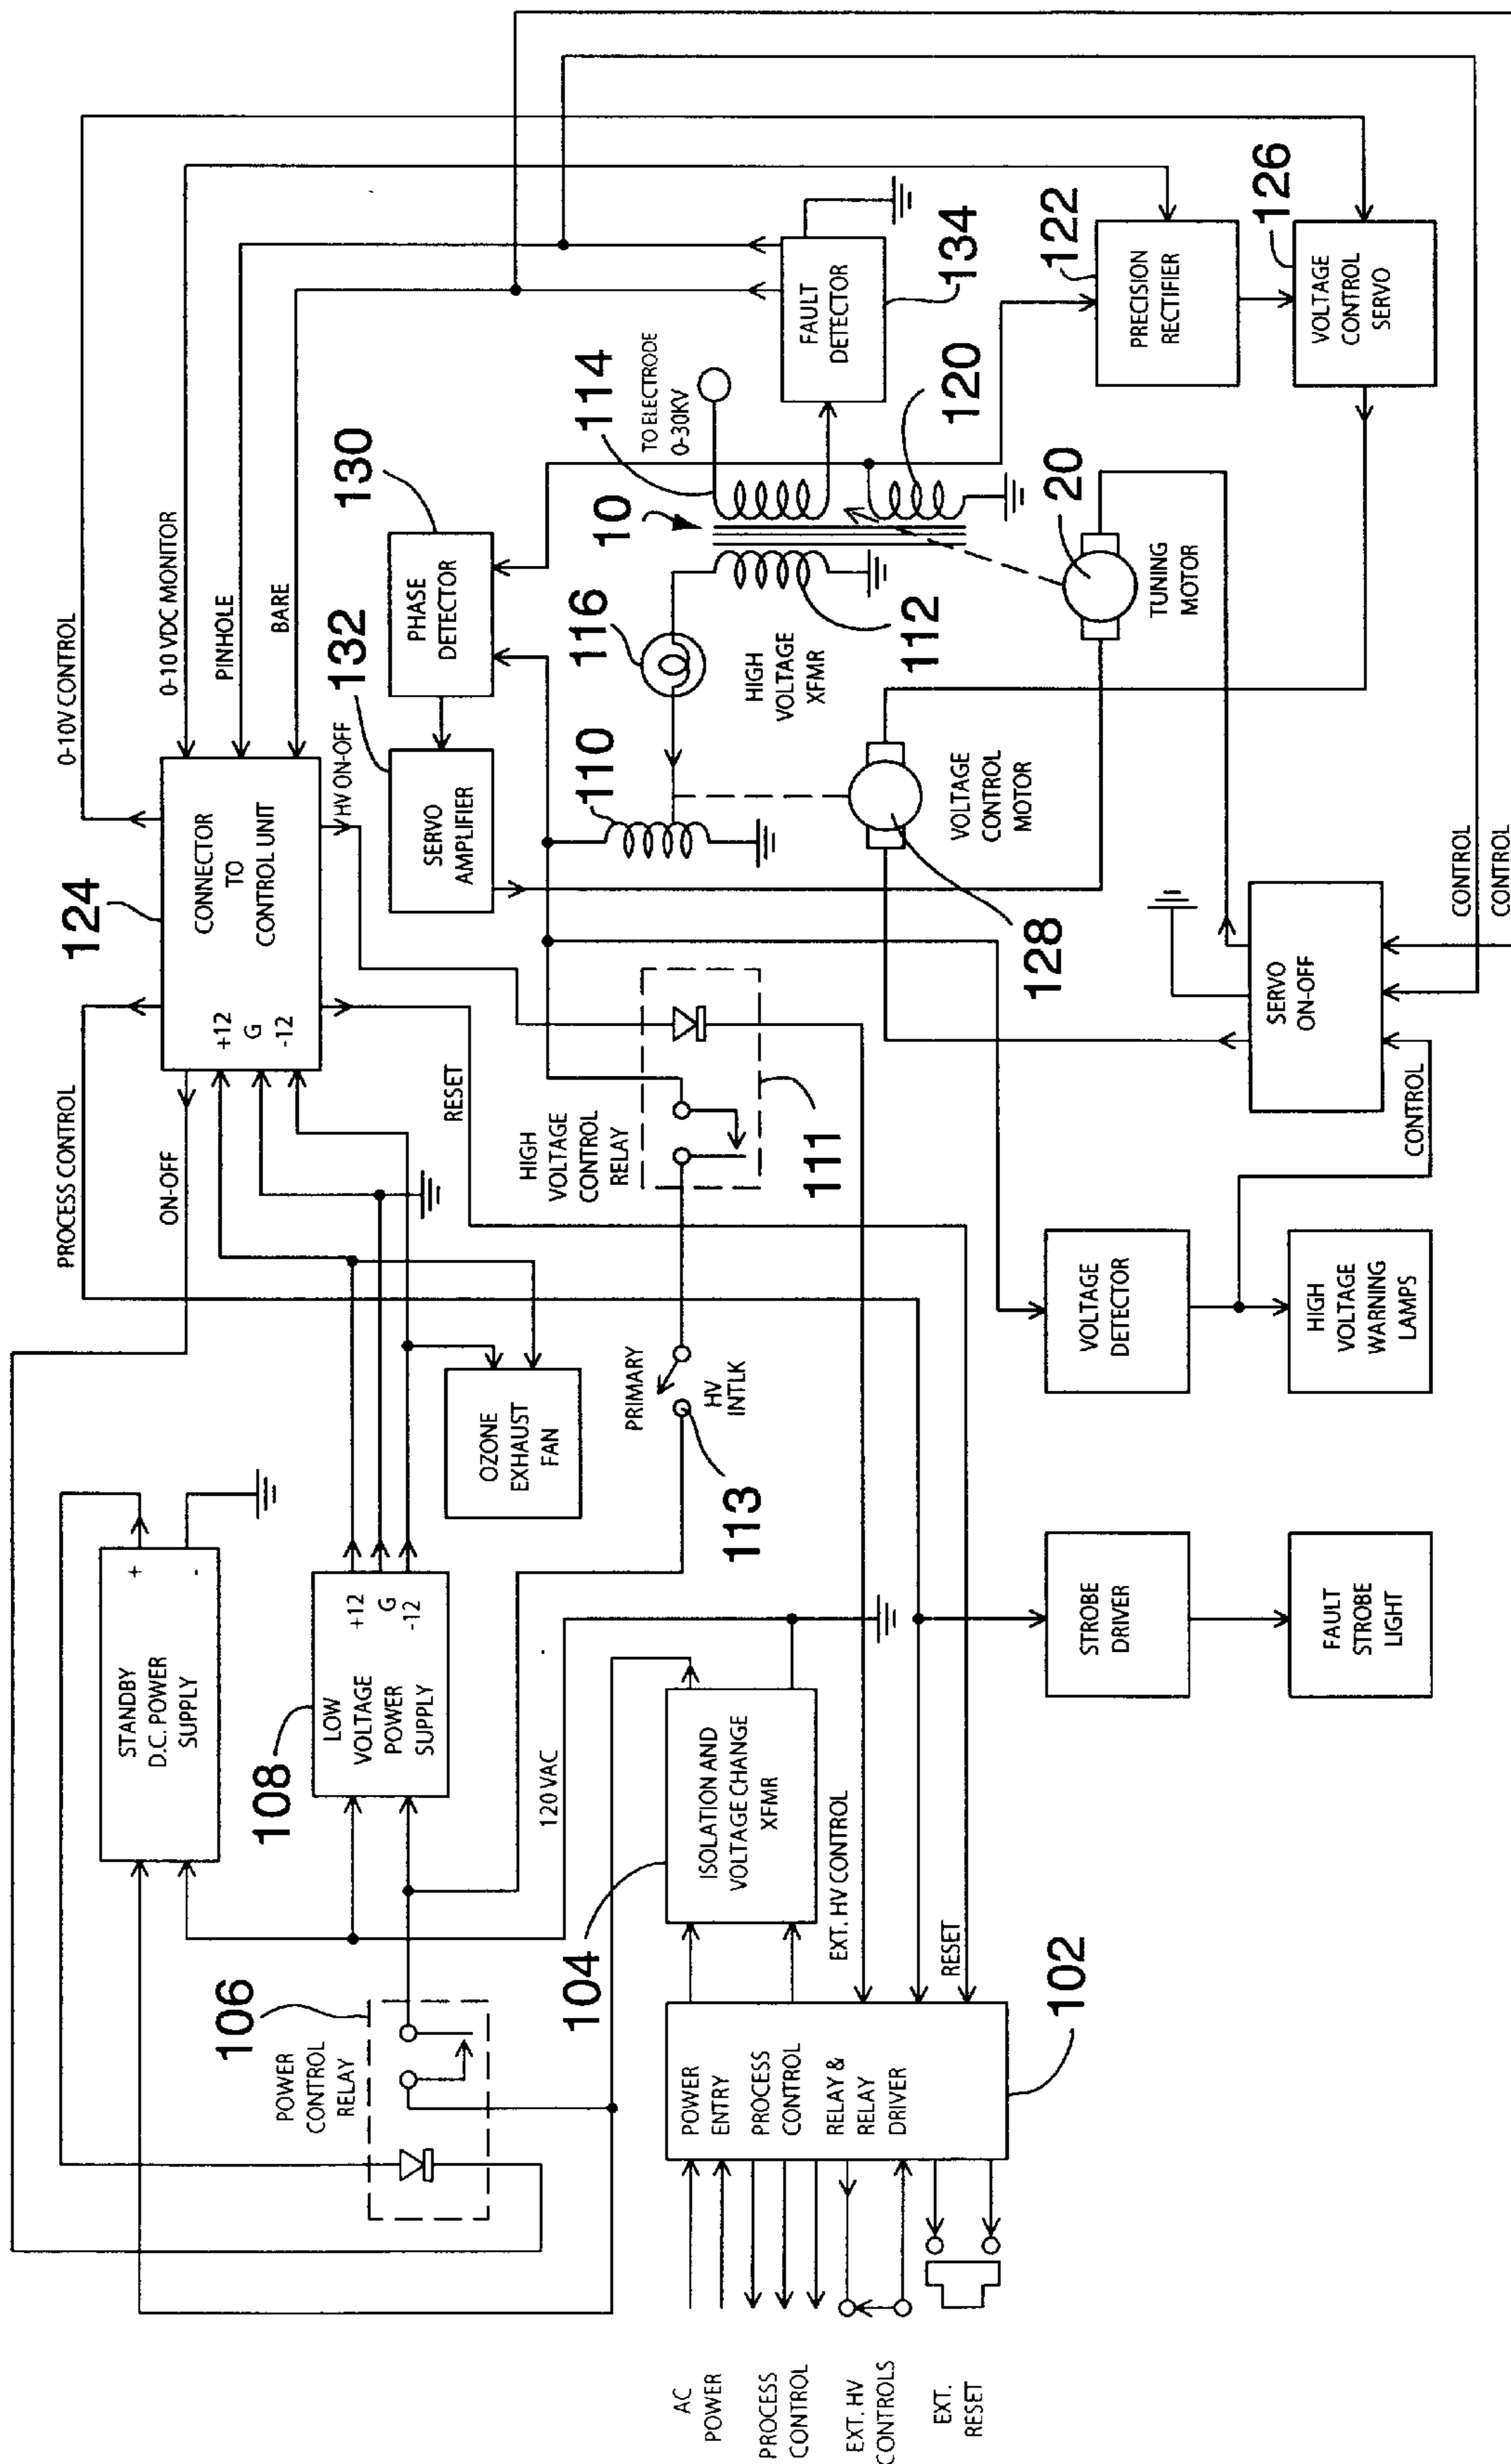 0-10V CONTROL
0-10 VDC MONITOR
PINHOLE
BARE
124
CONNECTOR
TO
CONTROL UNIT
+12
G
-12
HV ON-OFF
PROCESS CONTROL
ON-OFF
RESET
STANDBY
D.C. POWER
SUPPLY
+
-
108
LOW
VOLTAGE
POWER
SUPPLY
+12
G
-12
106
POWER
CONTROL
RELAY
OZONE
EXHAUST
FAN
132
SERVO
AMPLIFIER
130
PHASE
DETECTOR
110
116
10
114
TO ELECTRODE
0-30KV
HIGH
VOLTAGE
XFMR
112
120
FAULT
DETECTOR
134
122
PRECISION
RECTIFIER
126
VOLTAGE
CONTROL
SERVO
20
TUNING
MOTOR
VOLTAGE
CONTROL
MOTOR
128
HIGH
VOLTAGE
CONTROL
RELAY
111
PRIMARY
HV
INTLK
113
120 VAC
104
ISOLATION AND
VOLTAGE CHANGE
XFMR
EXT. HV CONTROL
RESET
102
POWER
ENTRY
PROCESS
CONTROL
RELAY &
RELAY
DRIVER
AC
POWER
PROCESS
CONTROL
EXT. HV
CONTROLS
EXT.
RESET
STROBE
DRIVER
FAULT
STROBE
LIGHT
VOLTAGE
DETECTOR
HIGH
VOLTAGE
WARNING
LAMPS
SERVO
ON-OFF
CONTROL
CONTROL
CONTROL